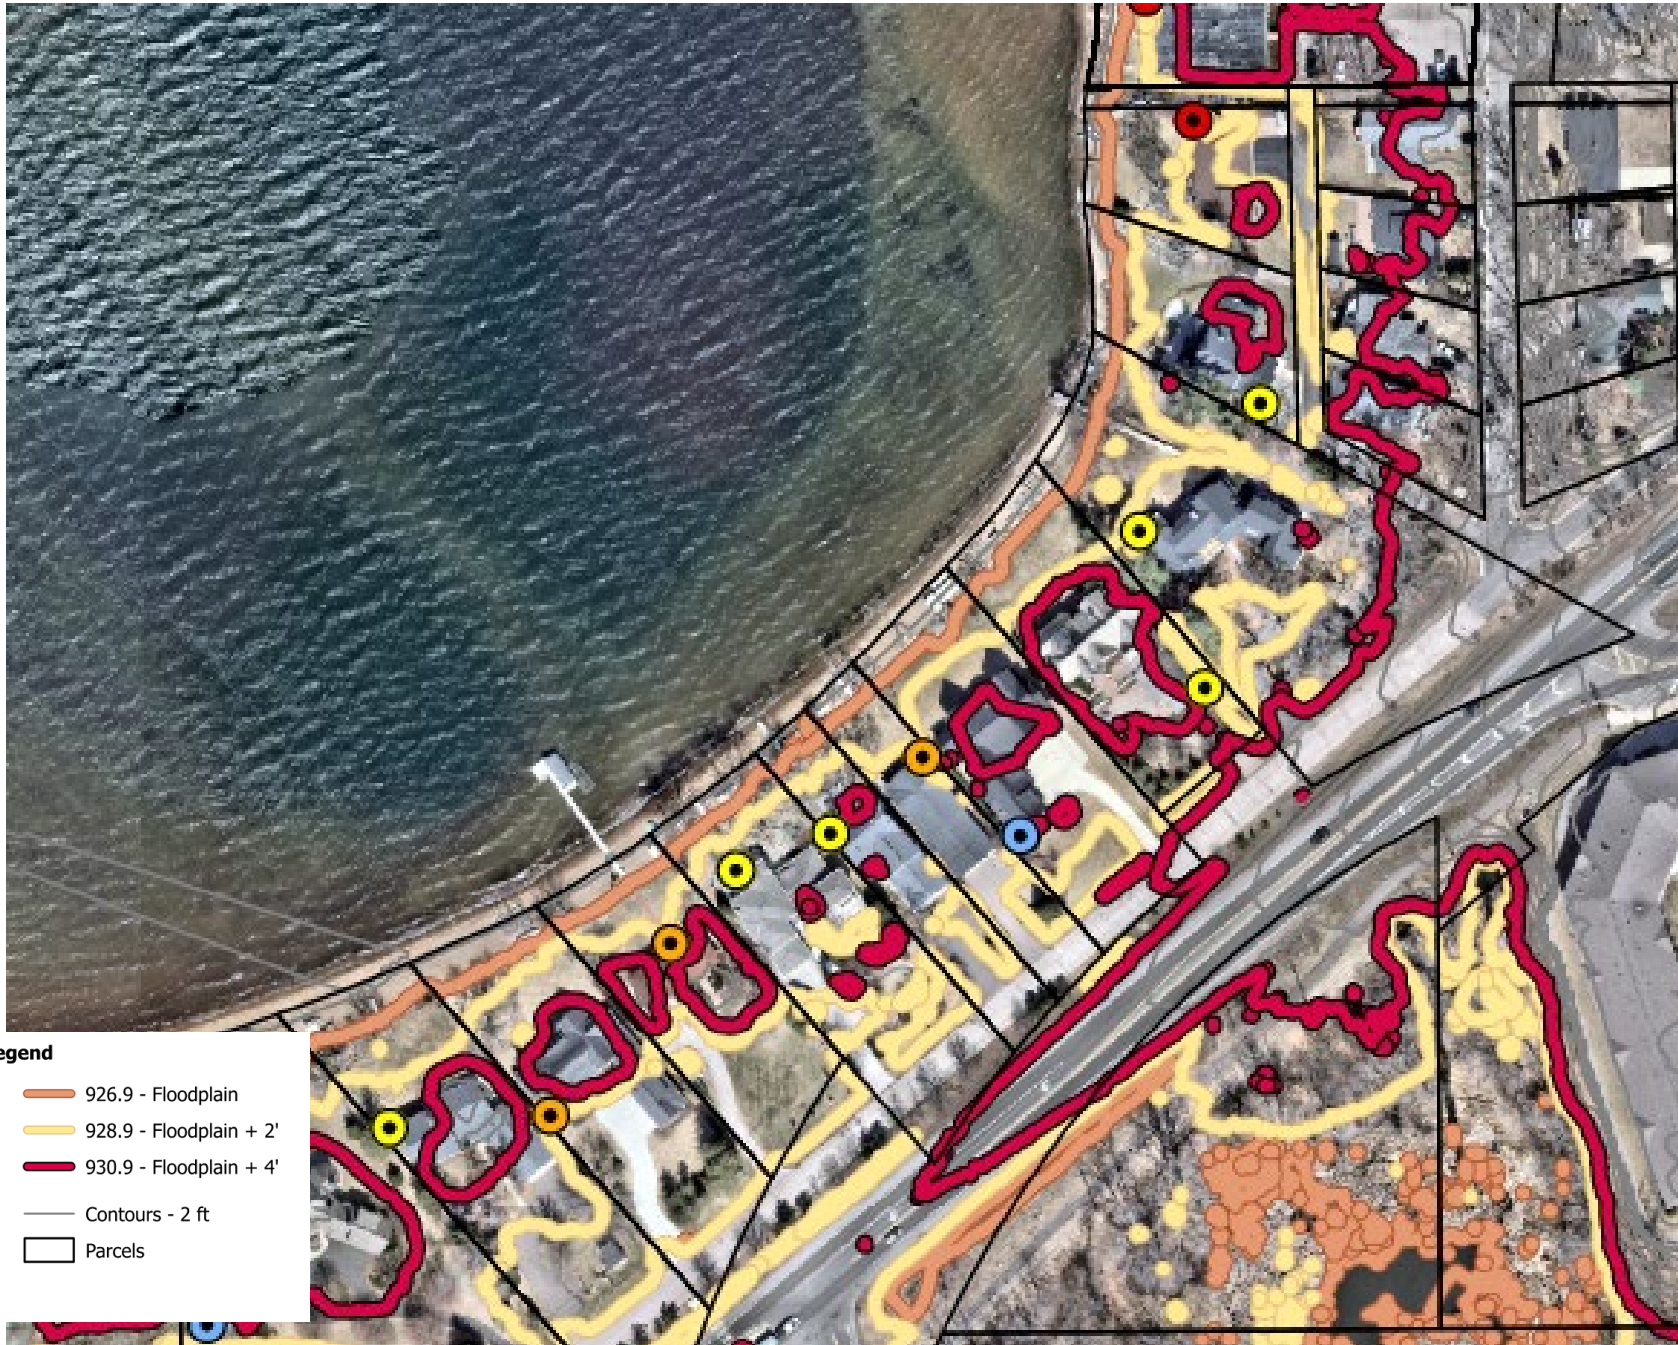 egend
926.9 - Floodplain
928.9 - Floodplain + 2'
930.9 - Floodplain + 4'
Contours - 2 ft
Parcels